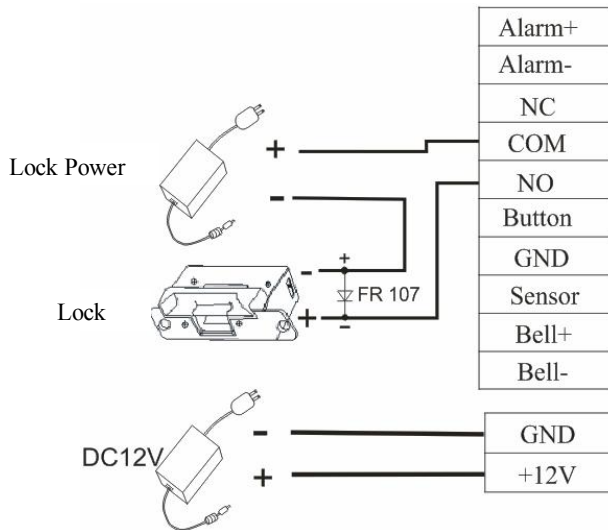 Alarm+
Alarm-
NC
+ COM
Lock Power
- NO
Button
+
- GND
FR 107 Sensor
Lock + Bell+
-
Bell-
- GND
DC12V
+ +12V